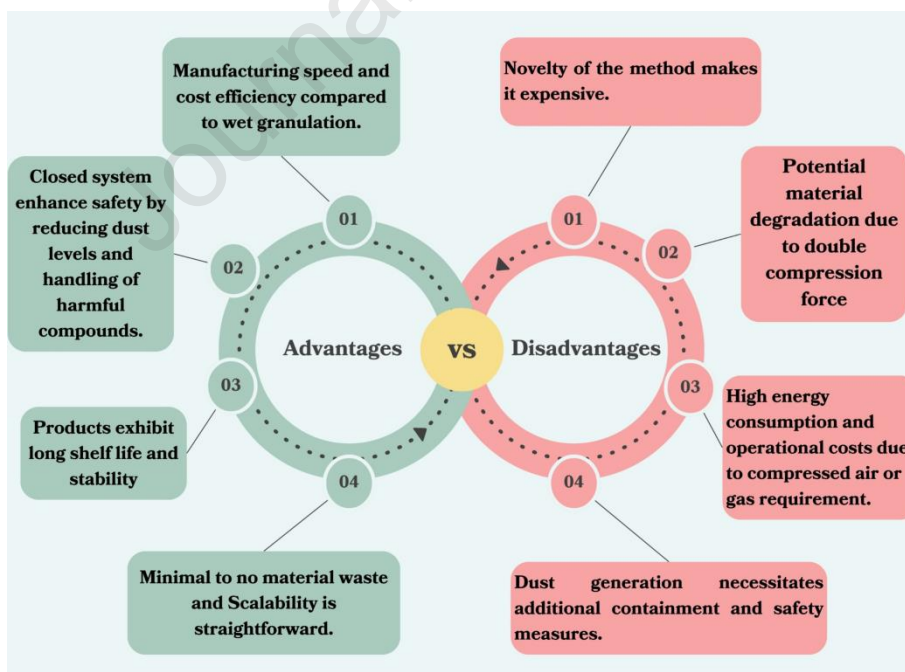 Journal
Manufacturing speed and
cost efficiency compared
to wet granulation.
Novelty of the method makes
it expensive.
Closed system
enhance safety by
reducing dust
levels and
handling of
harmful
compounds.
Potential
material
degradation due
to double
compression
force
01
02
03
04
Advantages
vs
Disadvantages
01
02
03
04
Products exhibit
long shelf life and
stability
High energy
consumption and
operational costs due
to compressed air or
gas requirement.
Minimal to no material waste
and Scalability is
straightforward.
Dust generation necessitates
additional containment and safety
measures.